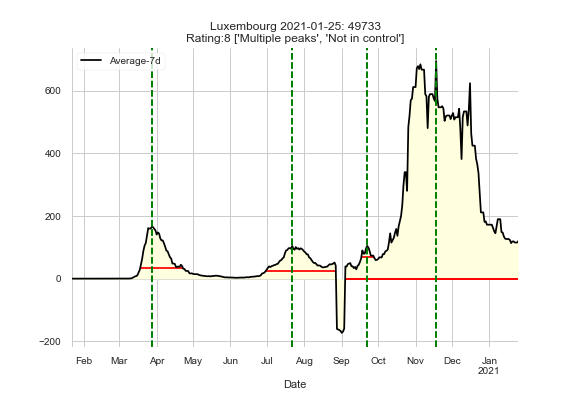 Luxembourg 2021-01-25: 49733
Rating:8 ['Multiple peaks', 'Not in control']
Average-7d
600
400
200
0
−200
Feb Mar Apr May Jun Jul Aug Sep Oct Nov Dec Jan
2021
Date